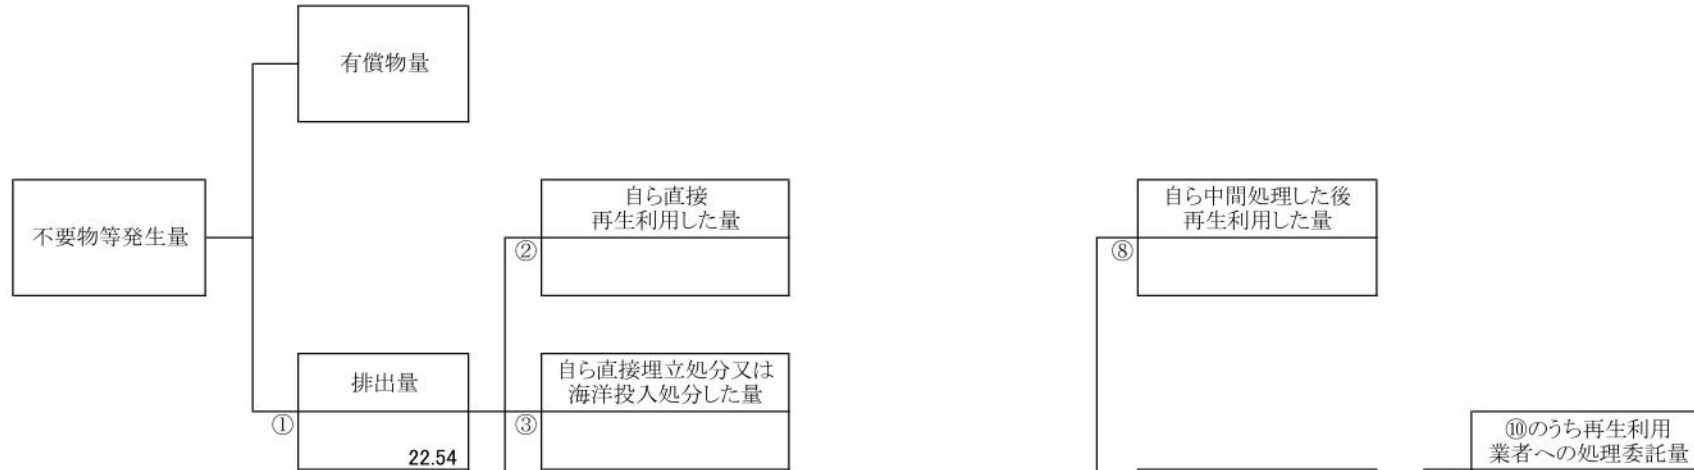 有償物量
不要物等発生量
自ら直接
再生利用した量
②
自ら中間処理した後
再生利用した量
⑧
排出量
①
22.54
自ら直接埋立処分又は
海洋投入処分した量
③
⑩のうち再生利用
業者への処理委託量